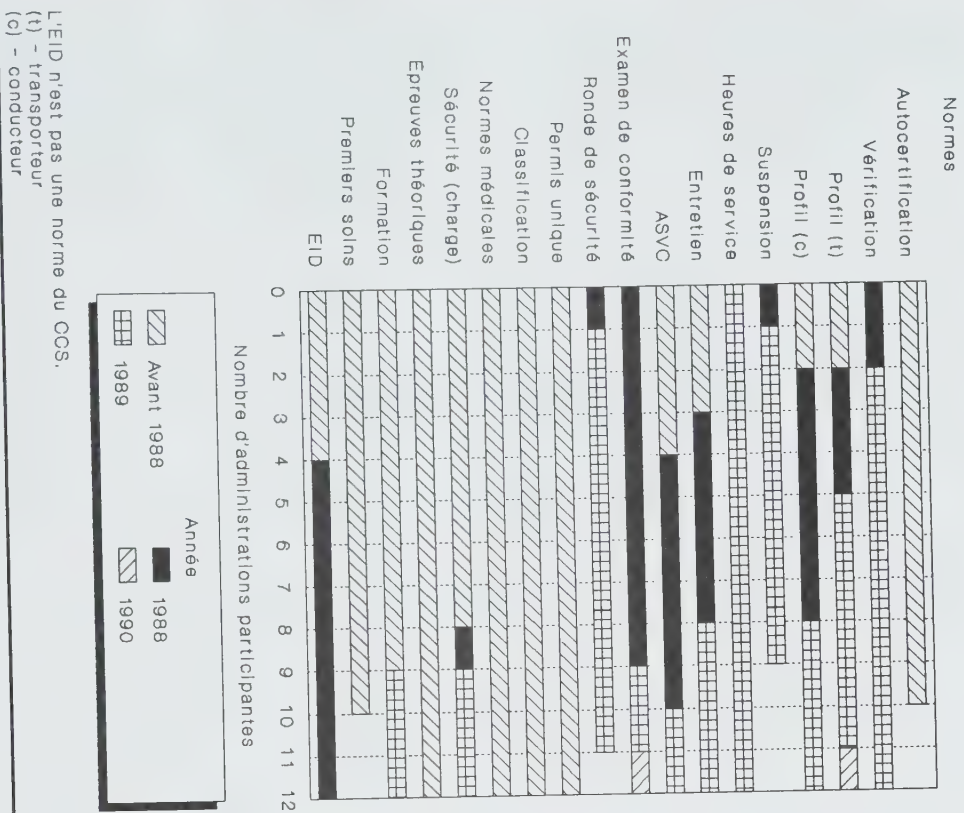 Normes
Autocertification
Vérification
Profil (t)
Profil (c)
Suspension
Heures de service
Entretien
ASVC
Examen de conformité
Ronde de sécurité
Permis unique
Classification
Normes médicales
Sécurité (charge)
Epreuves théoriques
Formation
Premiers soins
EID
0 1 2 3 4 5 6 7 8 9 10 11 12
Nombre d'administrations participantes
Année
Avant 1988 1988
1989 1990
L'EID n'est pas une norme du CCS.
(t) - transporteur
(c) - conducteur